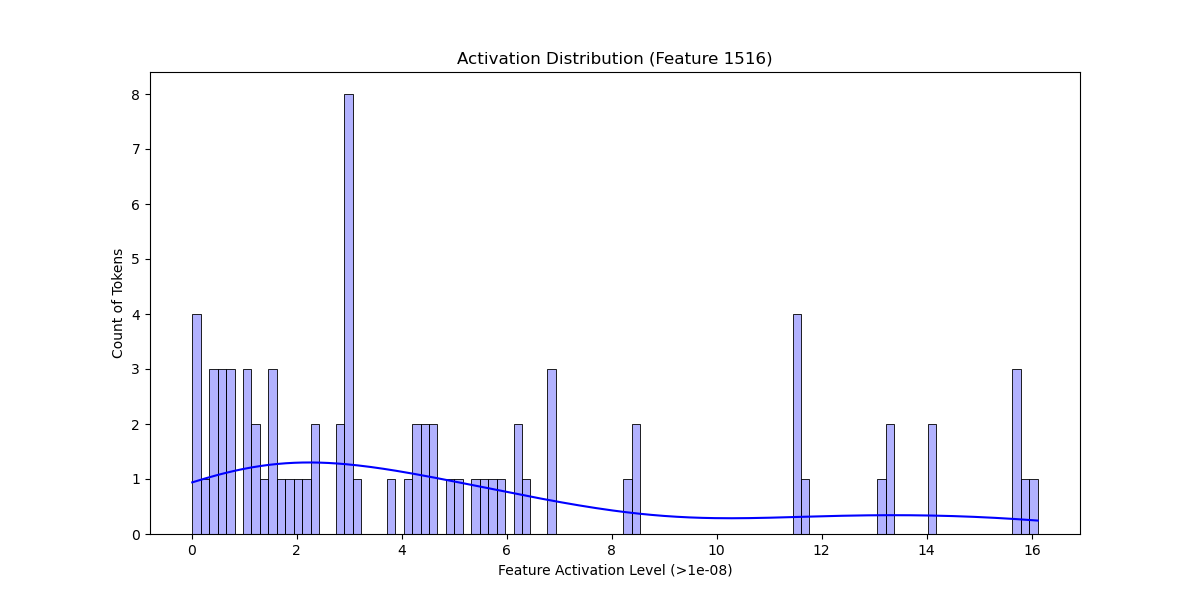 Activation Distribution (Feature 1516)
8
7
6
5
4
3
2
1
0
Count of Tokens
0 2 4 6 8 10 12 14 16
Feature Activation Level (>1e-08)